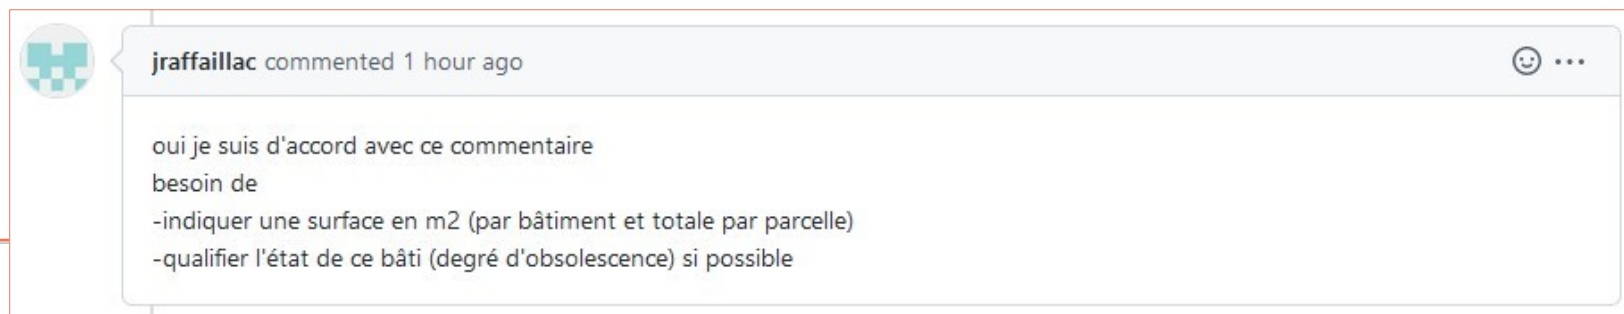 jraffaillac commented 1 hour ago
oui je suis d'accord avec ce commentaire
besoin de
-indiquer une surface en m2 (par bâtiment et totale par parcelle)
-qualifier l'état de ce bâti (degré d'obsolescence) si possible